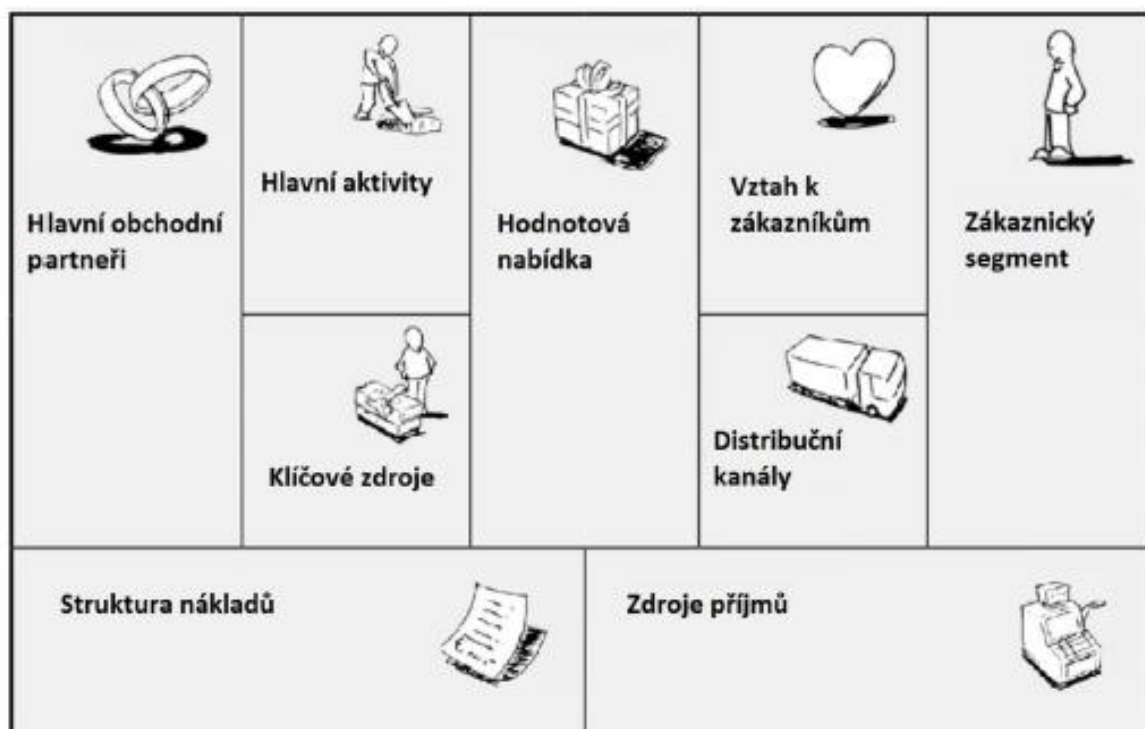 Hlavní obchodní
partneři
Hlavní aktivity
Klíčové zdroje
Hodnotová
nabídka
Vztah k
zákazníkům
Distribuční
kanály
Zákaznický
segment
Struktura nákladů
Zdroje příjmů